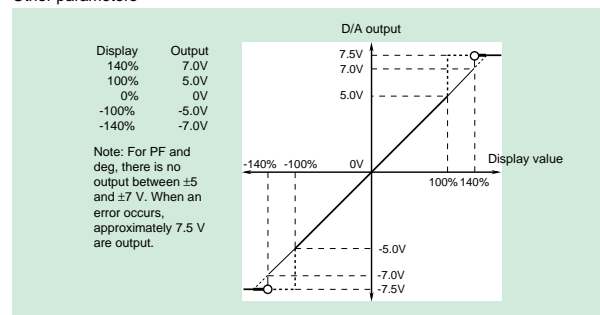 D/A output
Display Output
140% 7.0V
100% 5.0V
0% 0V
-100% -5.0V
-140% -7.0V
Note: For PF and
deg, there is no
output between ±5
and ±7 V. When an
error occurs,
approximately 7.5 V
are output.
7.5V
7.0V
5.0V
-140% -100% 0V Display value
100% 140%
-5.0V
-7.0V
-7.5V